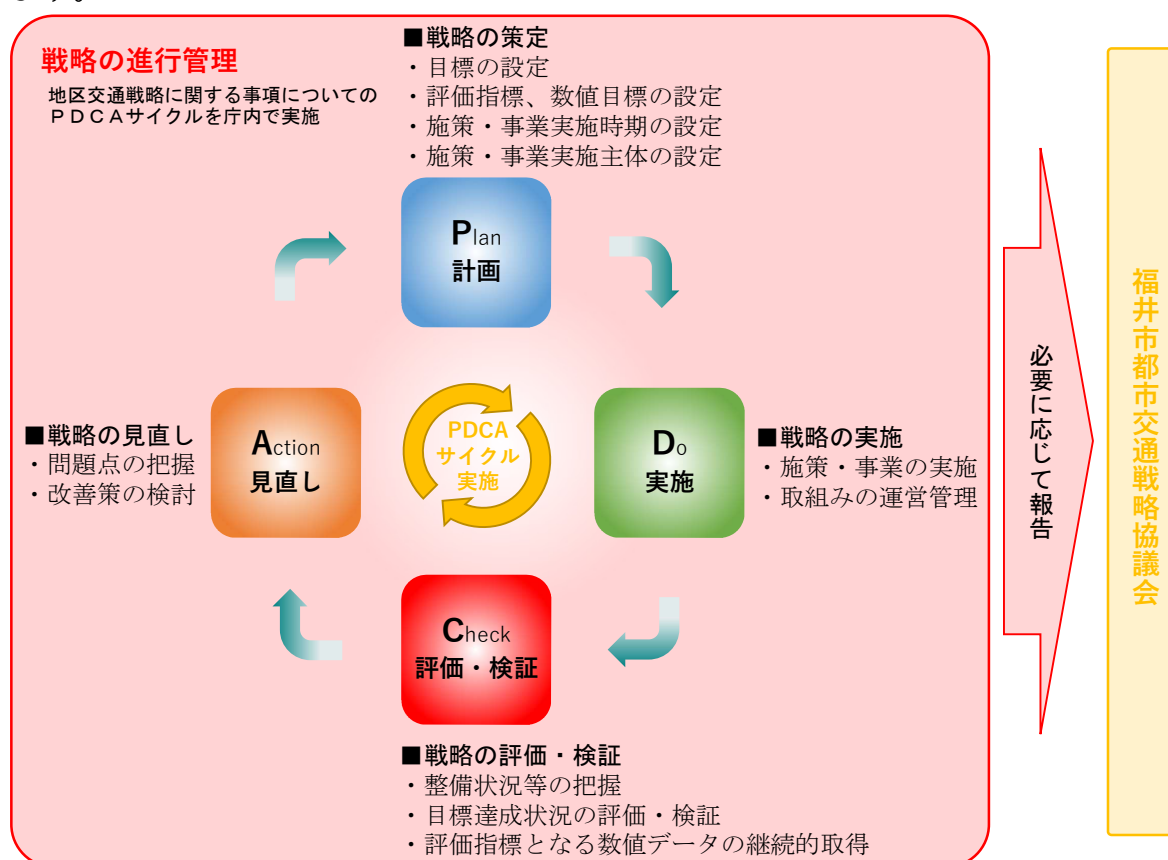 戦略の進行管理
地区交通戦略に関する事項についての
ＰＤＣＡサイクルを庁内で実施
■戦略の策定
・目標の設定
・評価指標、数値目標の設定
・施策・事業実施時期の設定
・施策・事業実施主体の設定
Plan
計画
■戦略の見直し
・問題点の把握
・改善策の検討
Action
見直し
PDCA
サイクル
実施
Do
実施
■戦略の実施
・施策・事業の実施
・取組みの運営管理
Check
評価・検証
■戦略の評価・検証
・整備状況等の把握
・目標達成状況の評価・検証
・評価指標となる数値データの継続的取得
必要に応じて報告
福井市都市交通戦略協議会